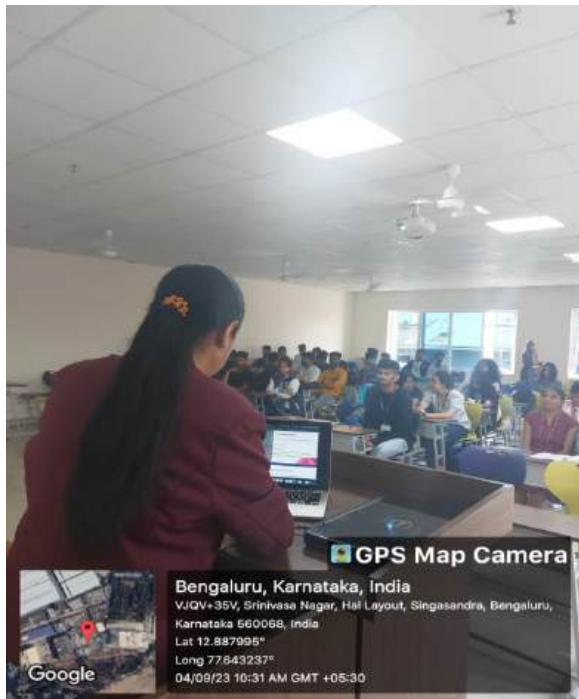 GPS Map Camera
Bengaluru, Karnataka, India
VJQV+35V, Srinivasa Nagar, Hal Layout, Singasandra, Bengaluru,
Karnataka 560068, India
Lat 12.887995°
Long 77.643237°
04/09/23 10:31 AM GMT +05:30
Google